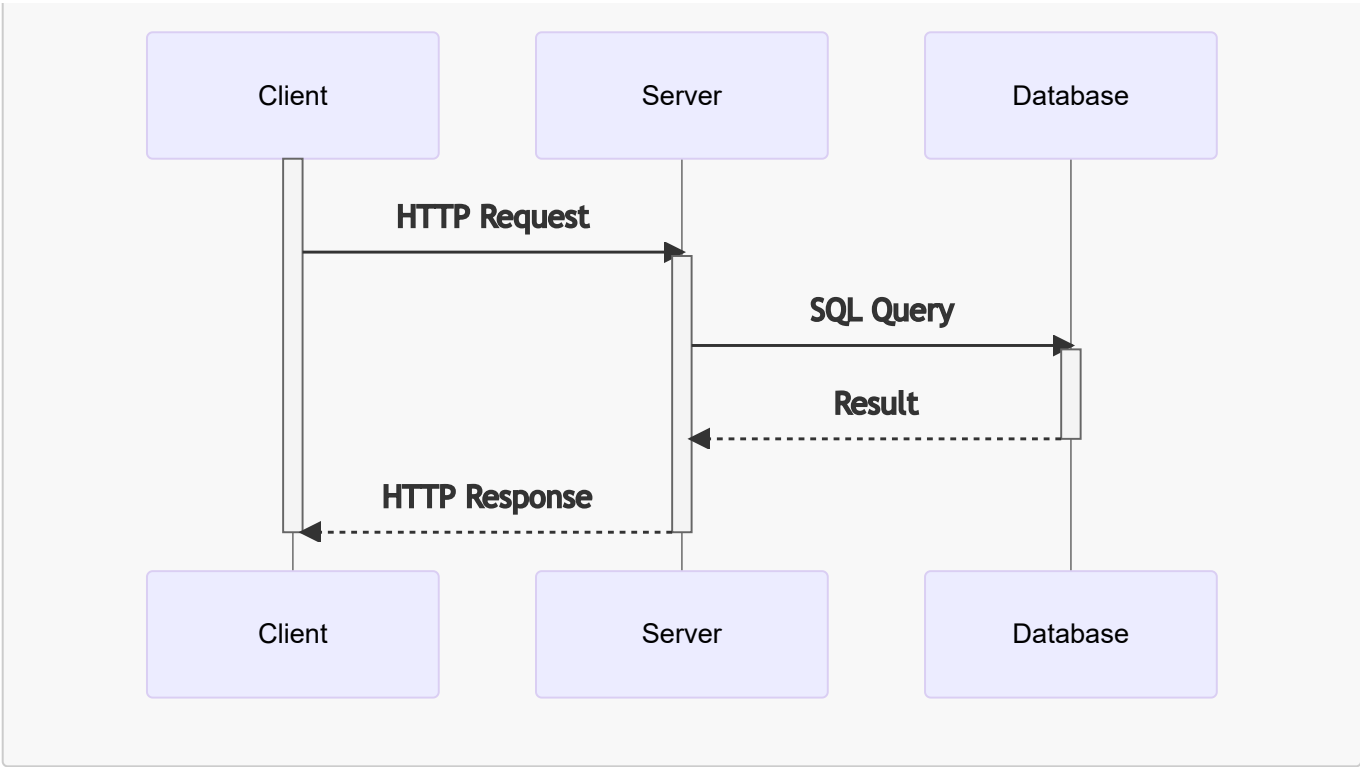 Client
Server
Database
HTTP Request
SQL Query
Result
HTTP Response
Client
Server
Database